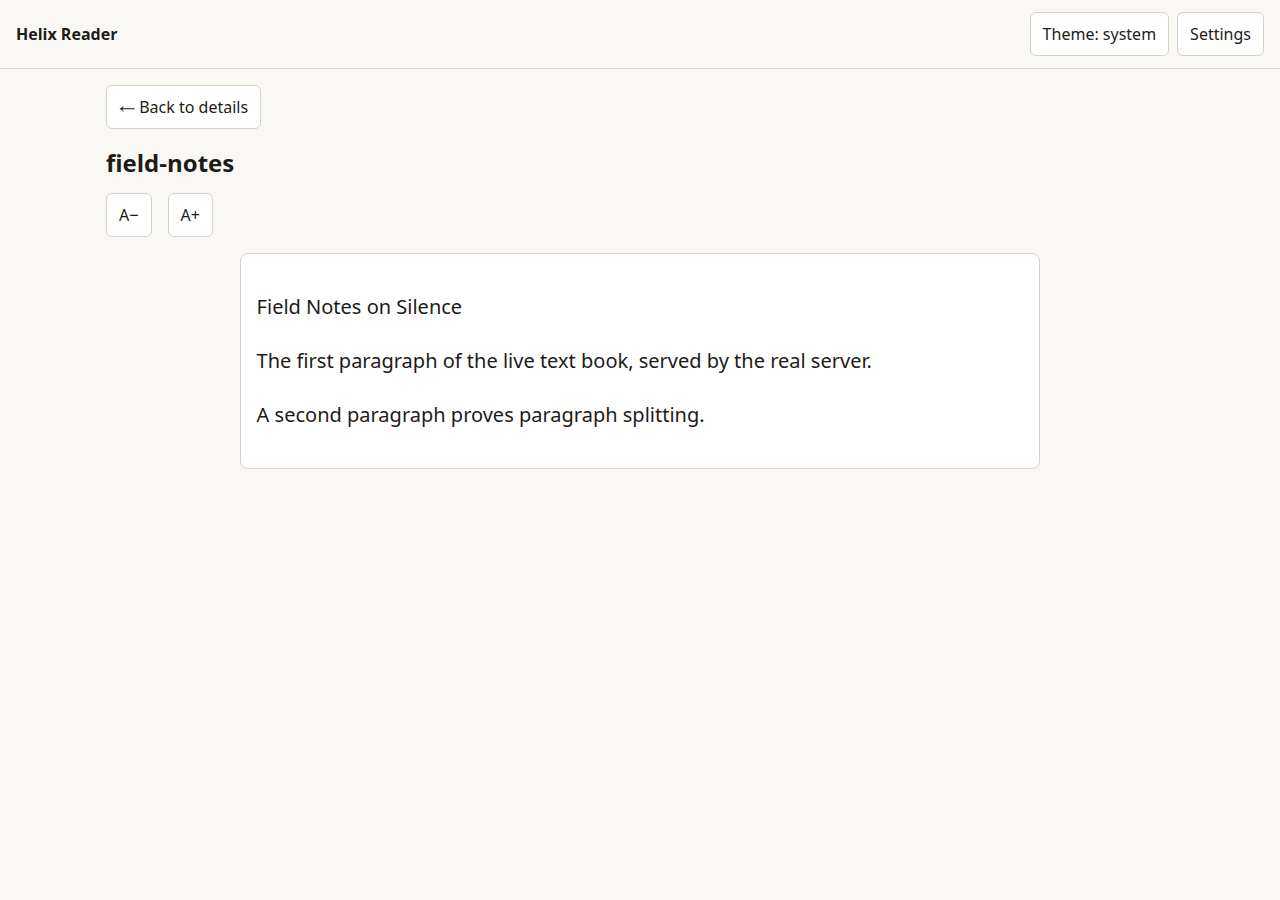 Helix Reader
Theme: system
Settings
← Back to details
field-notes
A−
A+
Field Notes on Silence
The first paragraph of the live text book, served by the real server.
A second paragraph proves paragraph splitting.